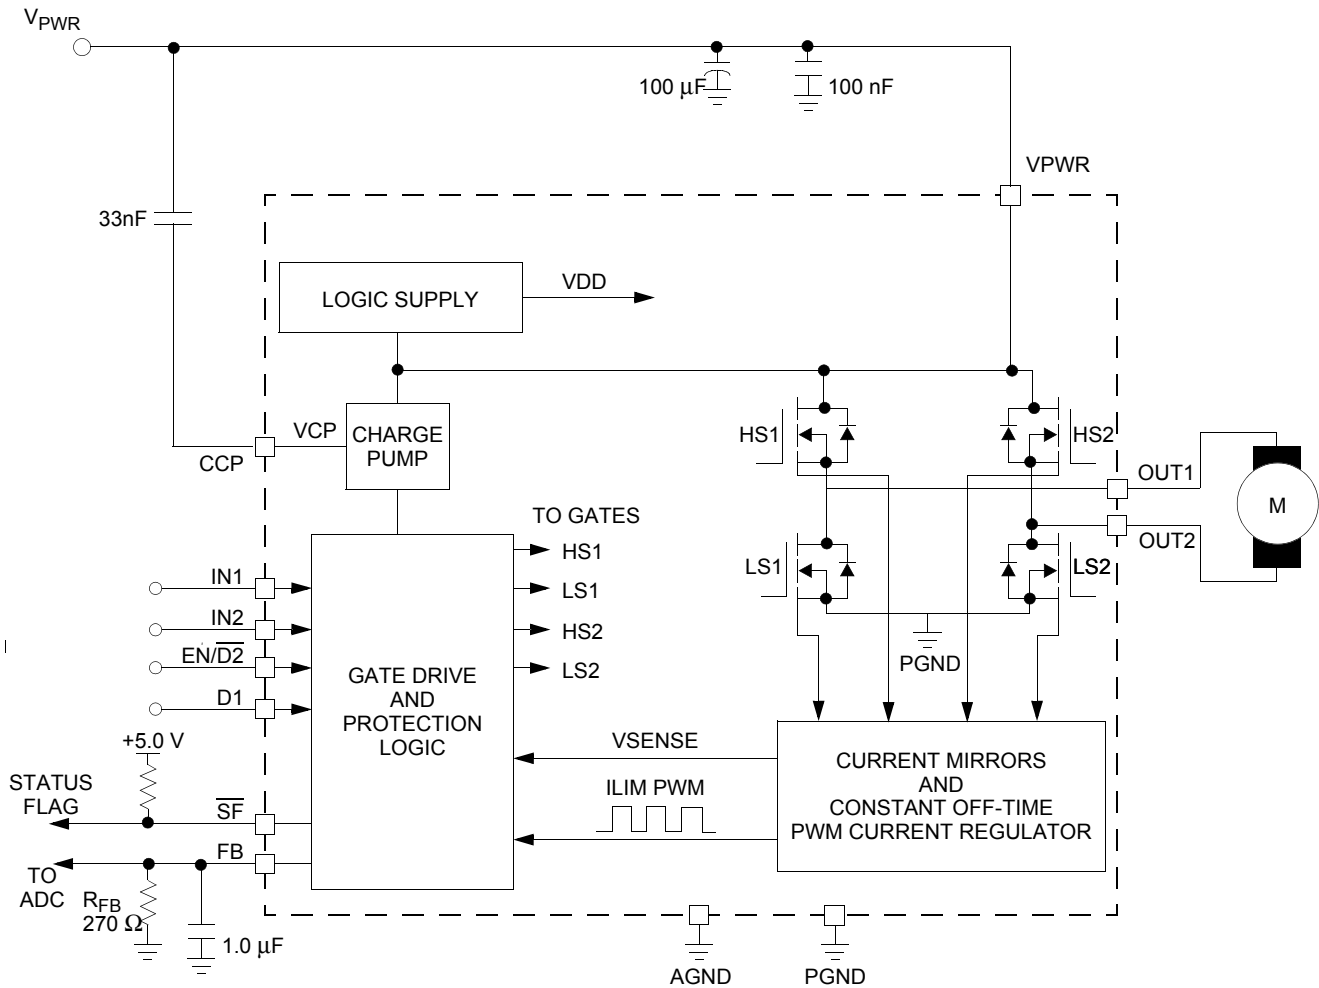 VPWR
100 µF
100 nF
VPWR
33nF
LOGIC SUPPLY
VDD
VCP
CHARGE
PUMP
CCP
HS1
HS2
OUT1
M
OUT2
TO GATES
HS1
LS1
HS2
LS2
LS1
LS2
PGND
IN1
IN2
EN/D2
D1
GATE DRIVE
AND
PROTECTION
LOGIC
+5.0 V
STATUS
FLAG
SF
FB
TO
ADC
RFB
270 Ω
1.0 µF
VSENSE
ILIM PWM
CURRENT MIRRORS
AND
CONSTANT OFF-TIME
PWM CURRENT REGULATOR
AGND
PGND